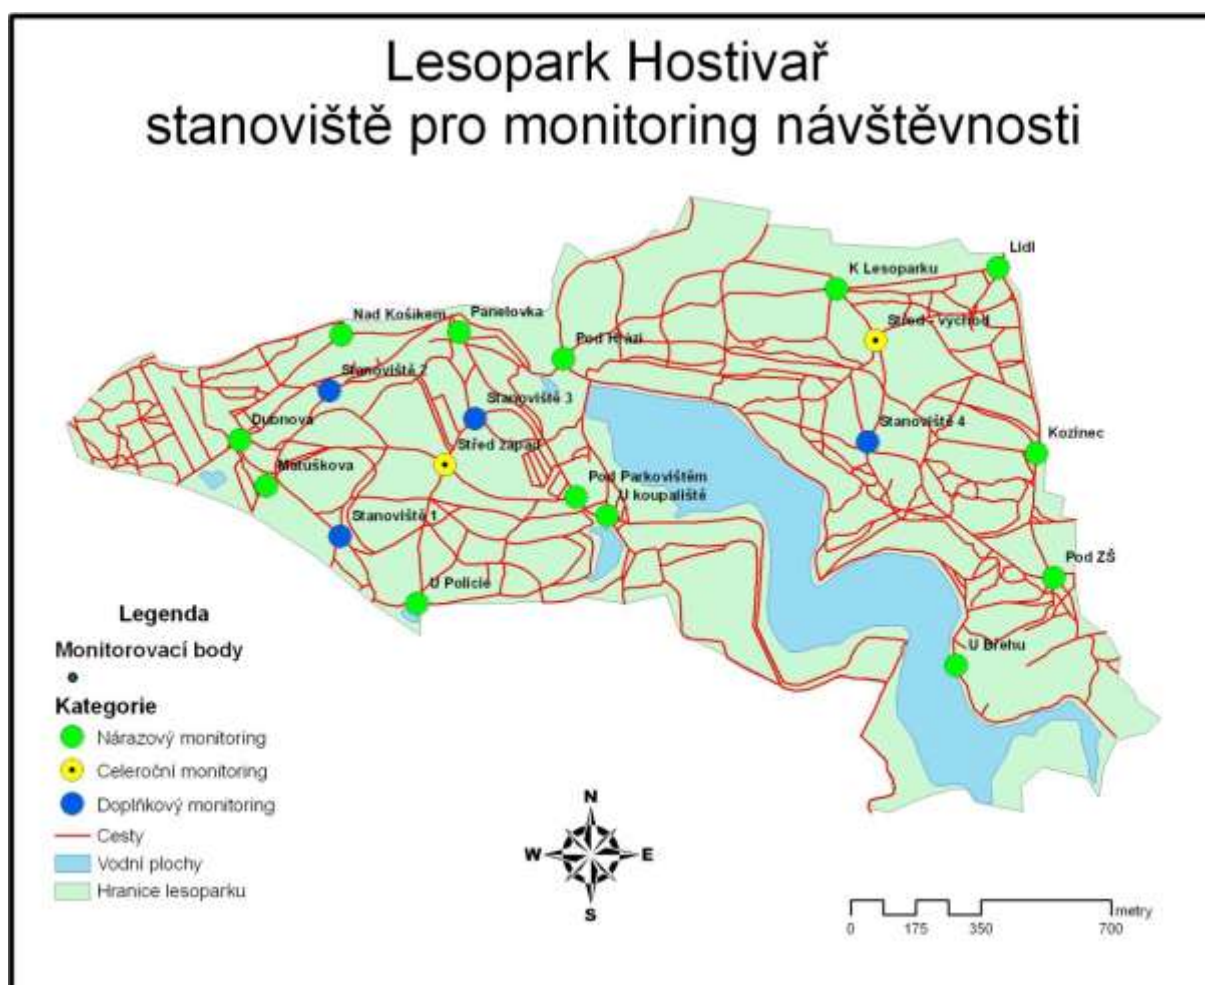 Lesopark Hostivař
stanoviště pro monitoring návštěvnosti
Lidl
K Lesoparku
Střed - východ
Nad Košíkem
Panelovka
Pod Hrází
Stanoviště 2
Stanoviště 3
Dubnova
Střed západ
Stanoviště 4
Kozinec
Matuškova
Pod Parkovištěm
U koupaliště
Stanoviště 1
Pod ZŠ
U Policie
U Břehu
Legenda
Monitorovací body
Kategorie
Nárazový monitoring
Celeroční monitoring
Doplňkový monitoring
Cesty
Vodní plochy
Hranice lesoparku
N
W
E
S
metry
0 175 350 700